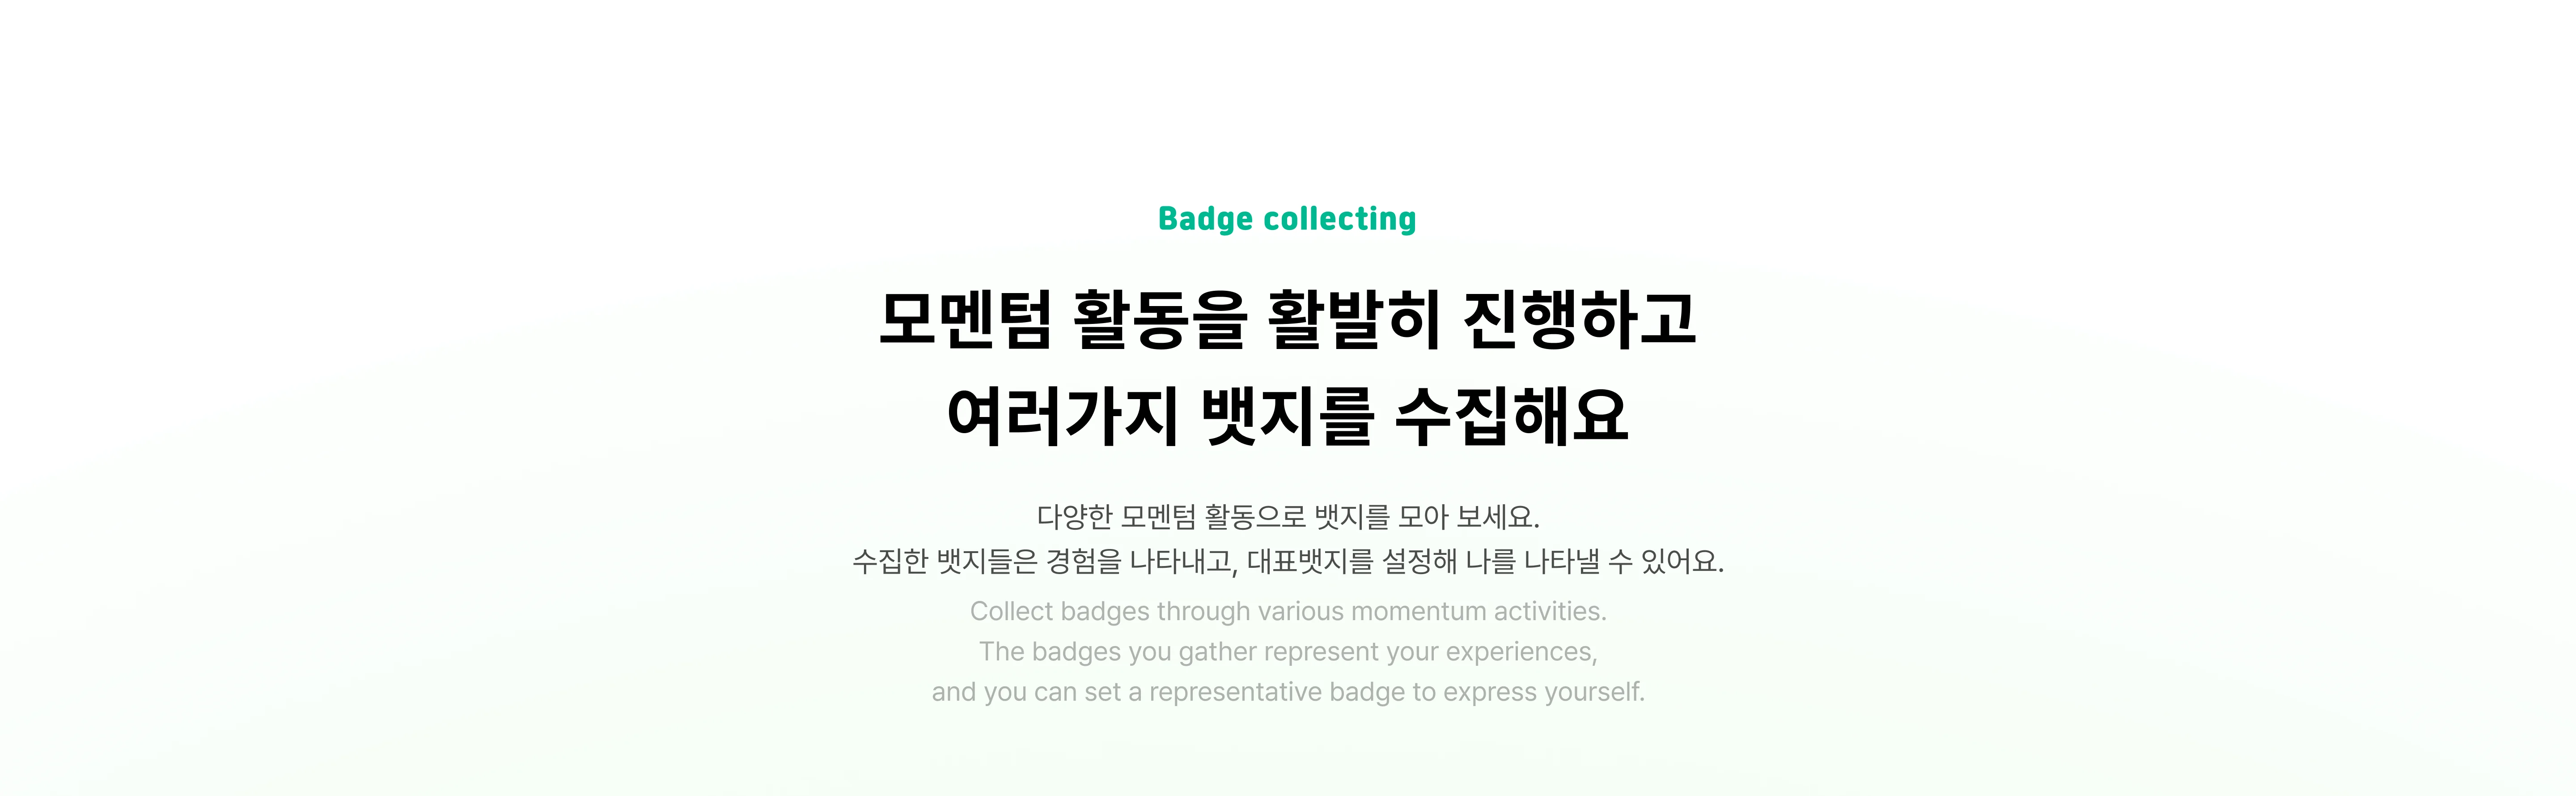 Badge collecting
모멘텀 활동을 활발히 진행하고
여러가지 뱃지를 수집해요
다양한 모멘텀 활동으로 뱃지를 모아 보세요.
수집한 뱃지들은 경험을 나타내고, 대표뱃지를 설정해 나를 나타낼 수 있어요.
Collect badges through various momentum activities.
The badges you gather represent your experiences,
and you can set a representative badge to express yourself.